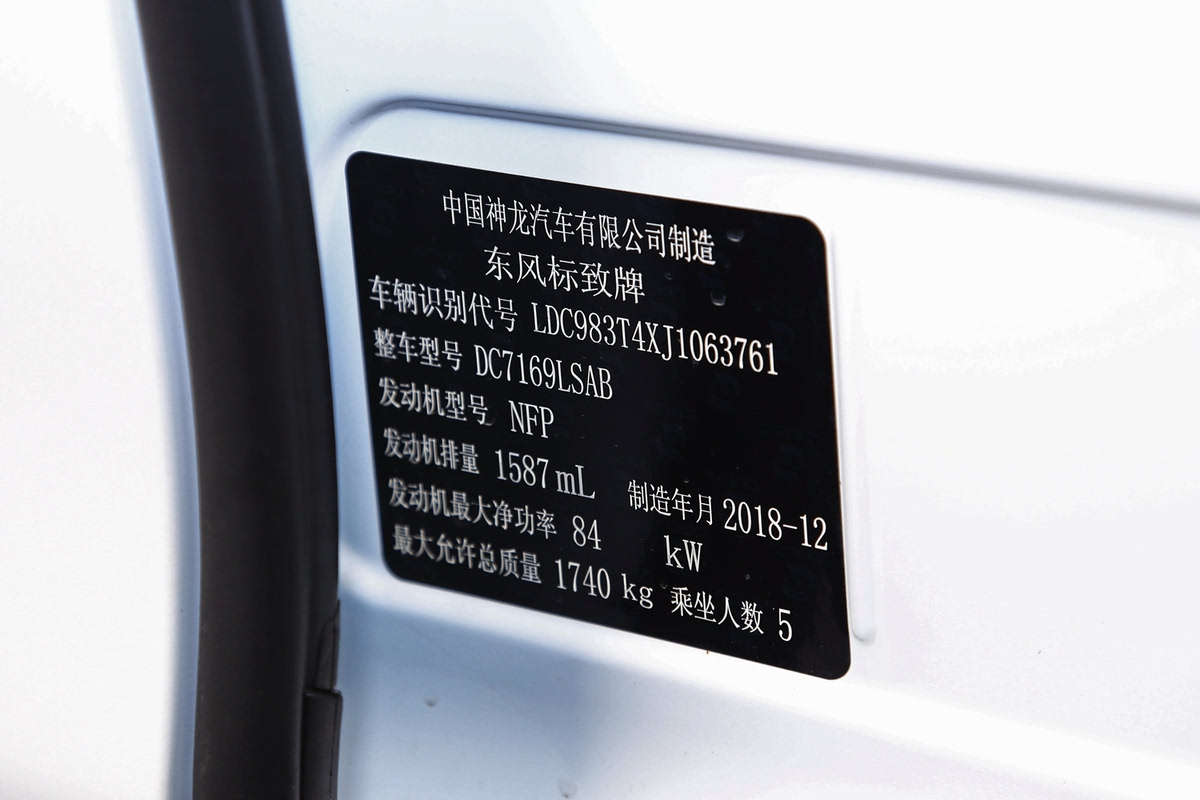 中国神龙汽车有限公司制造
东风标致牌
车辆识别代号 LDC983T4XJ1063761
整车型号 DC7169LSAB
发动机型号 NFP
发动机排量 1587mL 制造年月 2018-12
发动机最大净功率 84 kW
最大允许总质量 1740 kg 乘坐人数 5